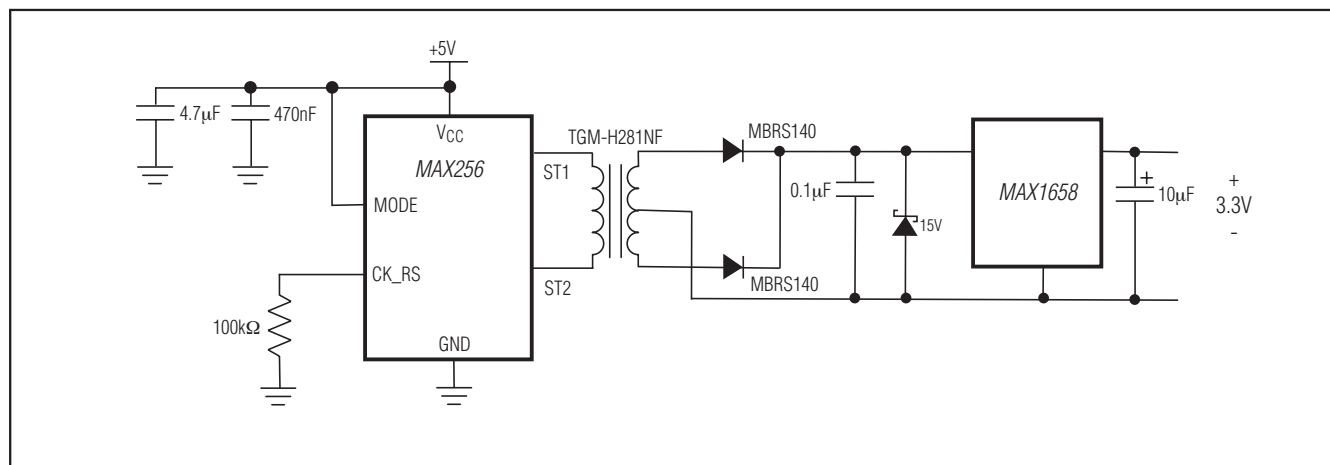 +5V
4.7μF
470nF
VCC
MAX256
MODE
CK_RS
GND
100kΩ
ST1
ST2
TGM-H281NF
MBRS140
MBRS140
0.1μF
15V
MAX1658
+
10μF
+
3.3V
-